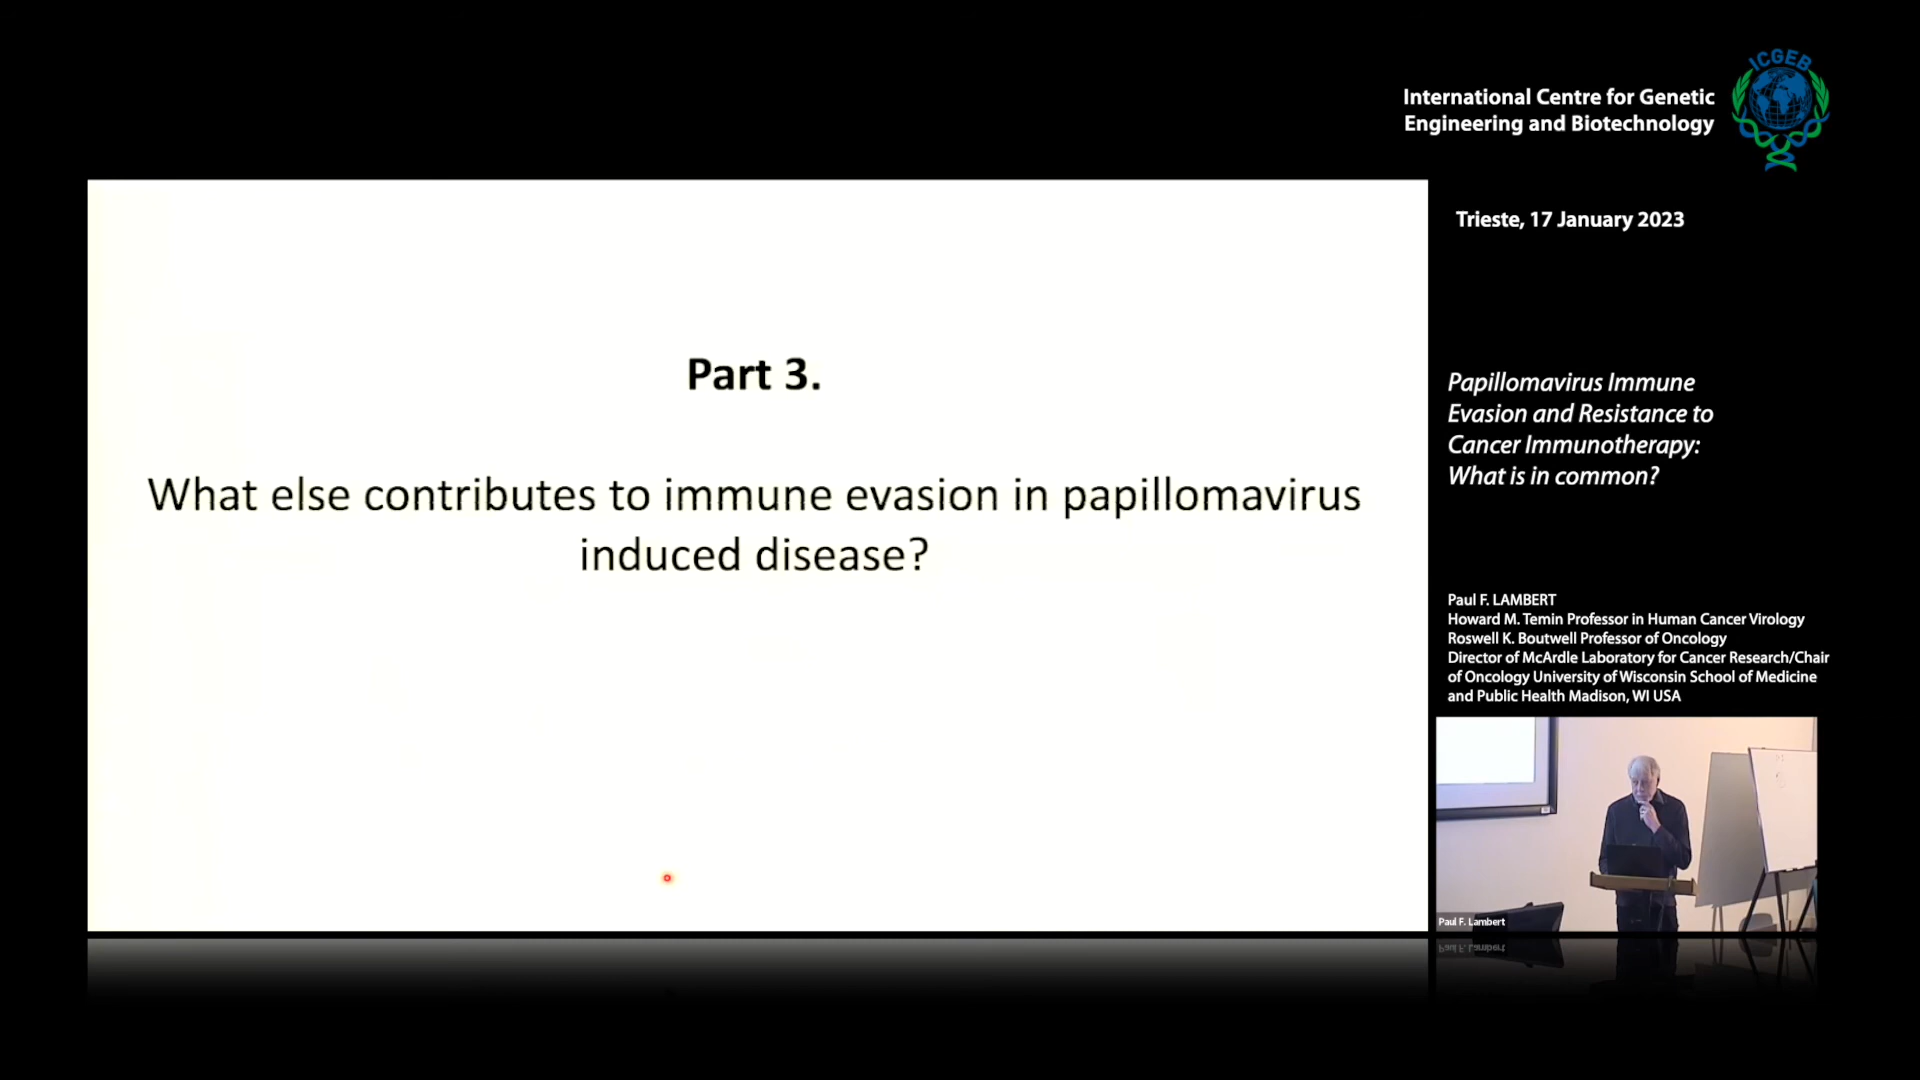 ICGEB
International Centre for Genetic
Engineering and Biotechnology
Trieste, 17 January 2023
Part 3.
What else contributes to immune evasion in papillomavirus
induced disease?
Papillomavirus Immune
Evasion and Resistance to
Cancer Immunotherapy:
What is in common?
Paul F. LAMBERT
Howard M. Temin Professor in Human Cancer Virology
Roswell K. Boutwell Professor of Oncology
Director of McArdle Laboratory for Cancer Research/Chair
of Oncology University of Wisconsin School of Medicine
and Public Health Madison, WI USA
Paul F. Lambert